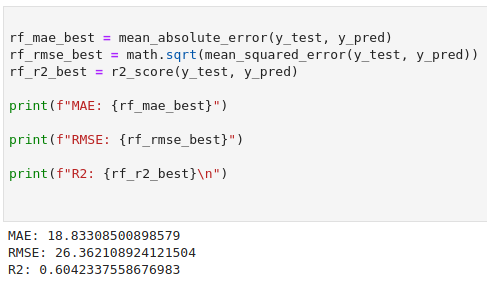 rf_mae_best = mean_absolute_error(y_test, y_pred)
rf_rmse_best = math.sqrt(mean_squared_error(y_test, y_pred))
rf_r2_best = r2_score(y_test, y_pred)
print(f"MAE: {rf_mae_best}")
print(f"RMSE: {rf_rmse_best}")
print(f"R2: {rf_r2_best}\n")
MAE: 18.83308500898579
RMSE: 26.362108924121504
R2: 0.6042337558676983